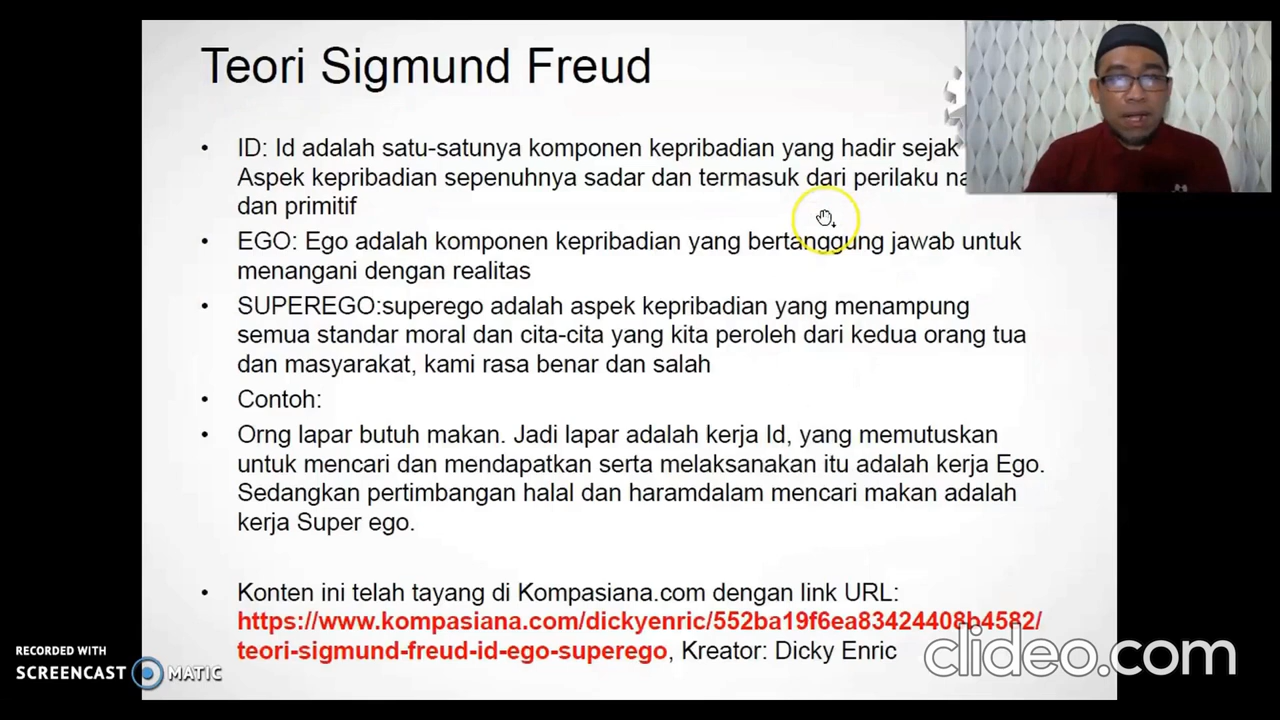 Teori Sigmund Freud
• ID: Id adalah satu-satunya komponen kepribadian yang hadir sejak
Aspek kepribadian sepenuhnya sadar dan termasuk dari perilaku
dan primitif
• EGO: Ego adalah komponen kepribadian yang bertanggung jawab untuk
menangani dengan realitas
• SUPEREGO:superego adalah aspek kepribadian yang menampung
semua standar moral dan cita-cita yang kita peroleh dari kedua orang tua
dan masyarakat, kami rasa benar dan salah
• Contoh:
• Orng lapar butuh makan. Jadi lapar adalah kerja Id, yang memutuskan
untuk mencari dan mendapatkan serta melaksanakan itu adalah kerja Ego.
Sedangkan pertimbangan halal dan haramdalam mencari makan adalah
kerja Super ego.
• Konten ini telah tayang di Kompasiana.com dengan link URL:
https://www.kompasiana.com/dickyenric/552ba19f6ea83424408b4582/
teori-sigmund-freud-id-ego-superego, Kreator: Dicky Enric
clideo.com
RECORDED WITH
SCREENCAST MATIC